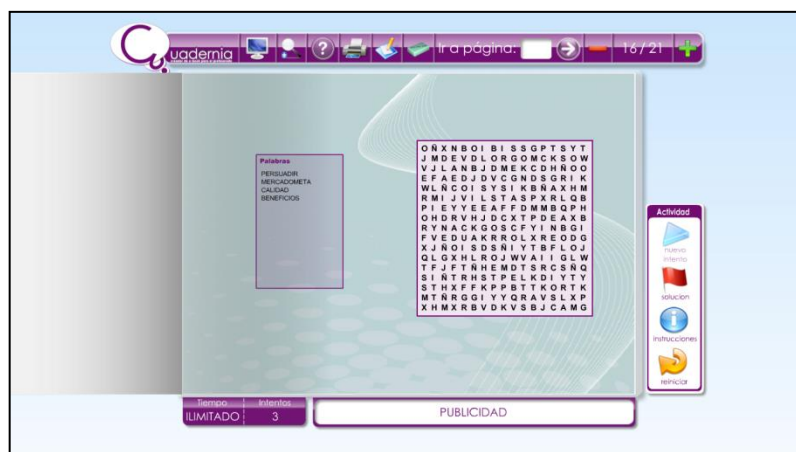 uadernia
Ir a página:
16 / 21
Palabras
PERSUADIR
MERCADOMETA
CALIDAD
BENEFICIOS
O Ñ X N B O I B I S S G P T S Y T
J M D E V D L O R G O M C K S O W
V J L A N B J D M E K C D H Ñ O O
E F A E D J D V C G N D S G R I K
W L Ñ C O I S Y S I K B Ñ A X H M
R M I J V I L S T A S P X R L Q B
P I E Y Y E E A F F D M M B Q P H
O H D R V H J D C X T P D E A X B
R Y N A C K G O S C F Y I N B G I
F V E D U A K R R O L X R E O D G
X J Ñ O I S D S Ñ I Y T B F L O J
Q L G X H L R O J W V A I I G L W
T F J F T Ñ H E M D T S R C S Ñ Q
S I Ñ T R H S T P E L K D I Y T Y
S T H X F F K P P B T T K O R T K
M T Ñ R G G I Y Y Q R A V S L X P
X H M X R B V D K V S B J C A M G
Actividad
nuevo
intento
solucion
instrucciones
reiniciar
Tiempo
Intentos
ILIMITADO
3
PUBLICIDAD